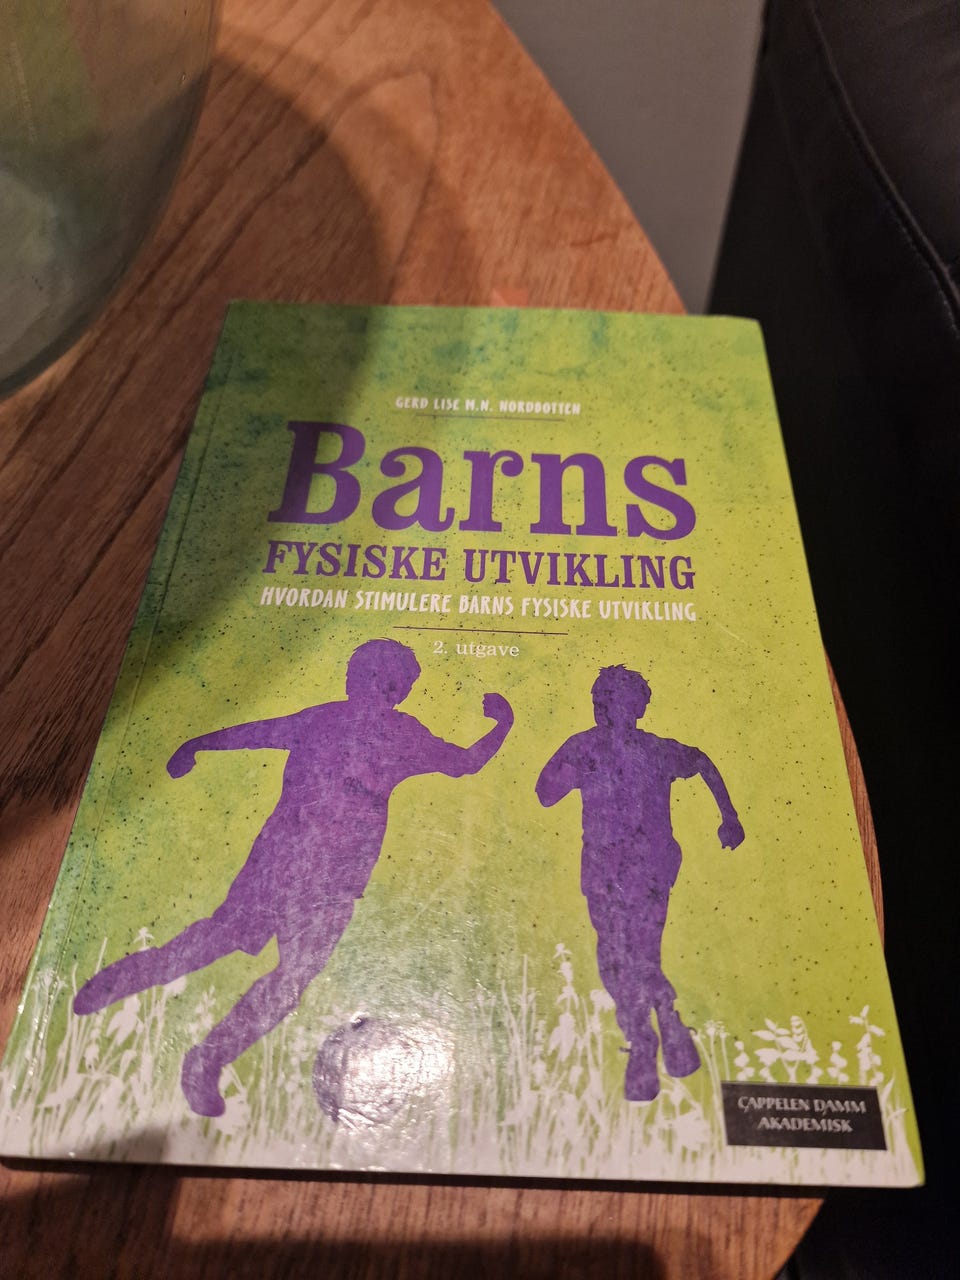 GERD LISE M.N. NORDBOTTEN
Barns
FYSISKE UTVIKLING
HVORDAN STIMULERE BARNS FYSISKE UTVIKLING
2. utgave
CAPPELEN DAMM
AKADEMISK